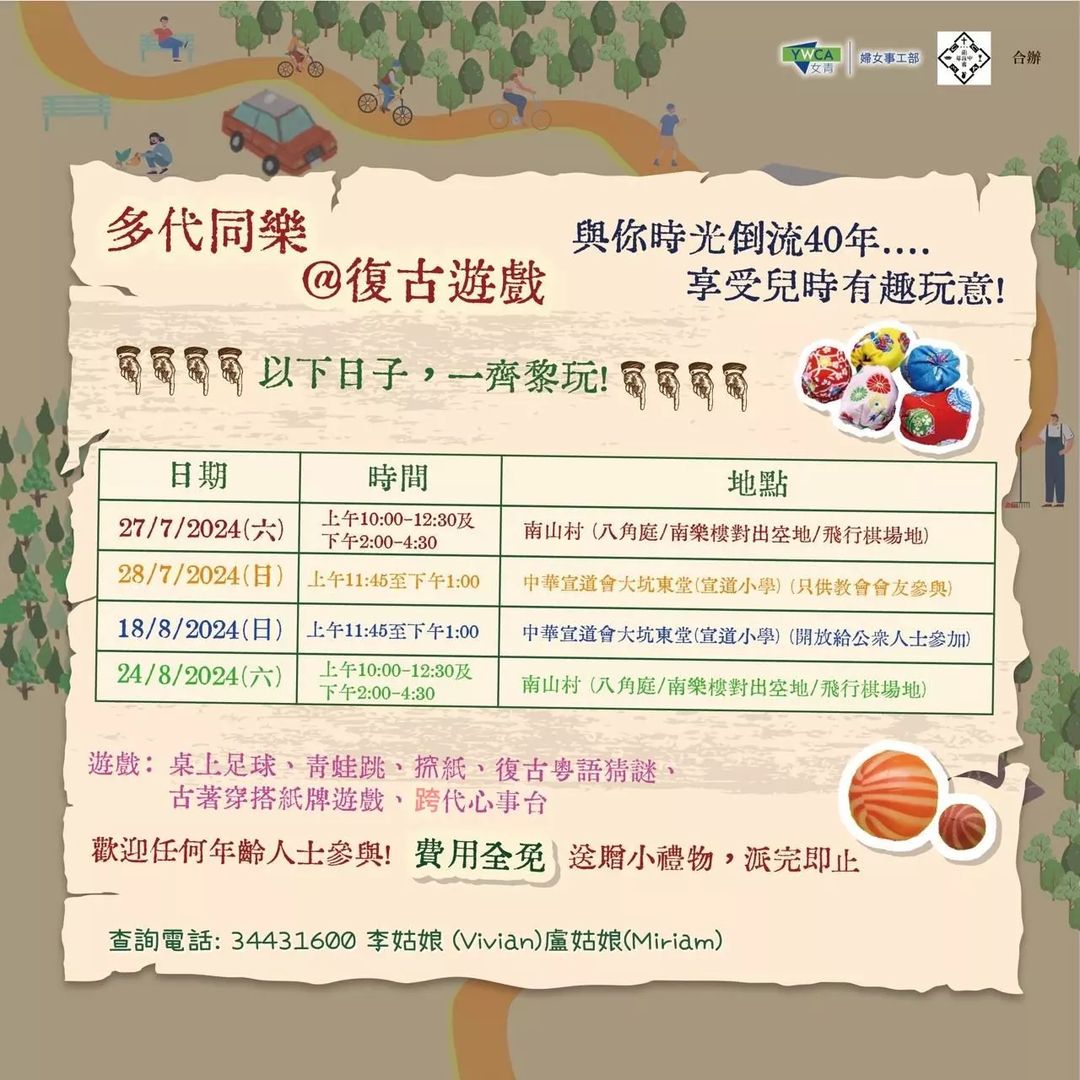 YWCA
女青
婦女事工部
合辦
多代同樂
@復古遊戲
與你時光倒流40年....
享受兒時有趣玩意!
以下日子，一齊黎玩!
日期 時間 地點
27/7/2024(六) 上午10:00-12:30及
下午2:00-4:30 南山村 (八角庭/南樂樓對出空地/飛行棋場地)
28/7/2024(日) 上午11:45至下午1:00 中華宣道會大坑東堂(宣道小學) (只供教會會友參與)
18/8/2024(日) 上午11:45至下午1:00 中華宣道會大坑東堂(宣道小學) (開放給公眾人士參加)
24/8/2024(六) 上午10:00-12:30及
下午2:00-4:30 南山村 (八角庭/南樂樓對出空地/飛行棋場地)
遊戲: 桌上足球、青蛙跳、㨢紙、復古粵語猜謎、
古著穿搭紙牌遊戲、跨代心事台
歡迎任何年齡人士參與! 費用全免 送贈小禮物，派完即止
查詢電話: 34431600 李姑娘 (Vivian)盧姑娘(Miriam)